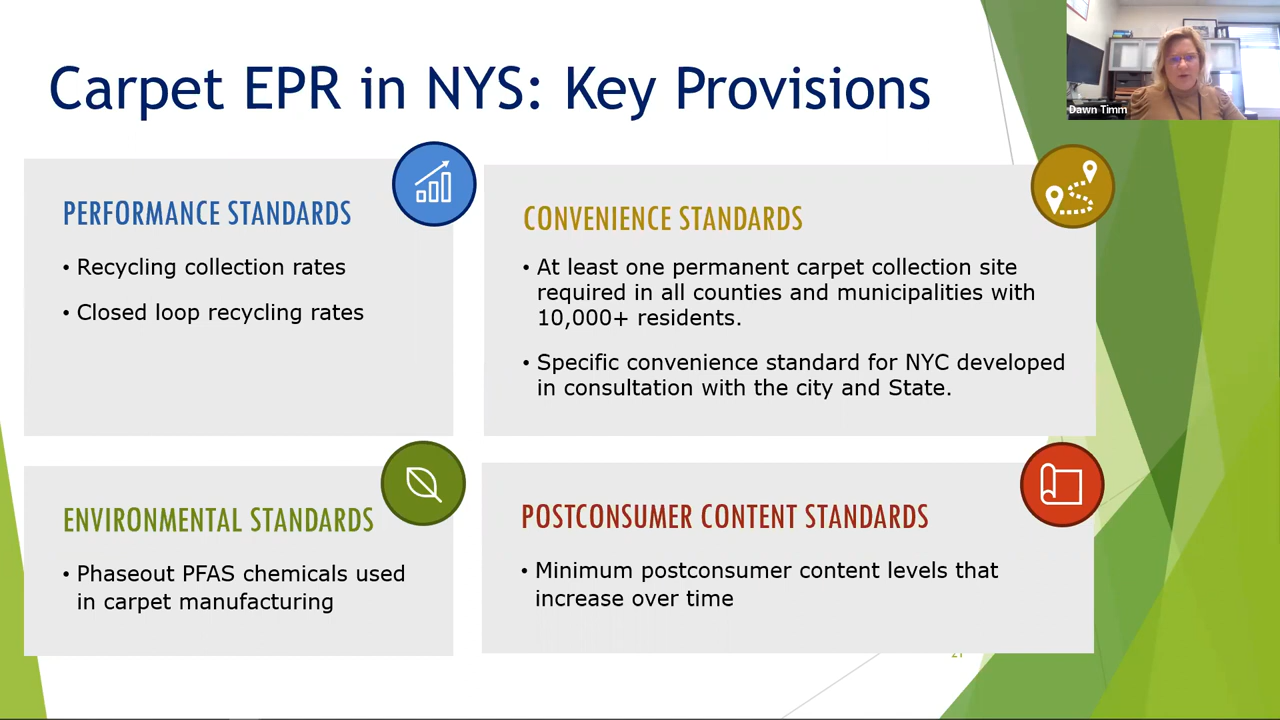 Carpet EPR in NYS: Key Provisions
Dawn Timm
PERFORMANCE STANDARDS
• Recycling collection rates
• Closed loop recycling rates
CONVENIENCE STANDARDS
• At least one permanent carpet collection site
required in all counties and municipalities with
10,000+ residents.
• Specific convenience standard for NYC developed
in consultation with the city and State.
ENVIRONMENTAL STANDARDS
• Phaseout PFAS chemicals used
in carpet manufacturing
POSTCONSUMER CONTENT STANDARDS
• Minimum postconsumer content levels that
increase over time